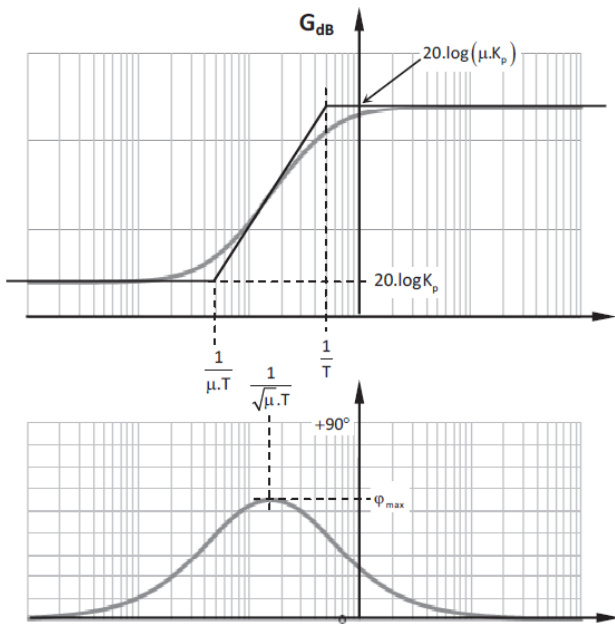 G_dB
20.log(μ.K_p)
20.logK_p
1/μ.T
1/√μ.T
1/T
+90°
φ_max